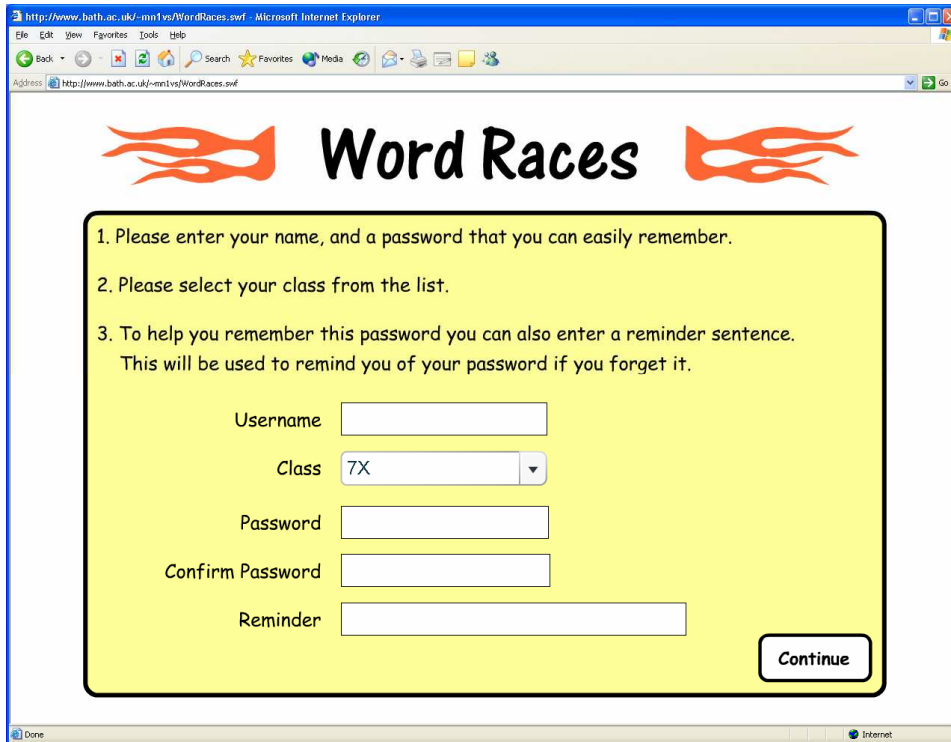 http://www.bath.ac.uk/~mn1vs/WordRaces.swf - Microsoft Internet Explorer
File Edit View Favorites Tools Help
Back Search Favorites Media
Address http://www.bath.ac.uk/~mn1vs/WordRaces.swf Go
Word Races
1. Please enter your name, and a password that you can easily remember.
2. Please select your class from the list.
3. To help you remember this password you can also enter a reminder sentence.
This will be used to remind you of your password if you forget it.
Username
Class 7X
Password
Confirm Password
Reminder
Continue
Done Internet